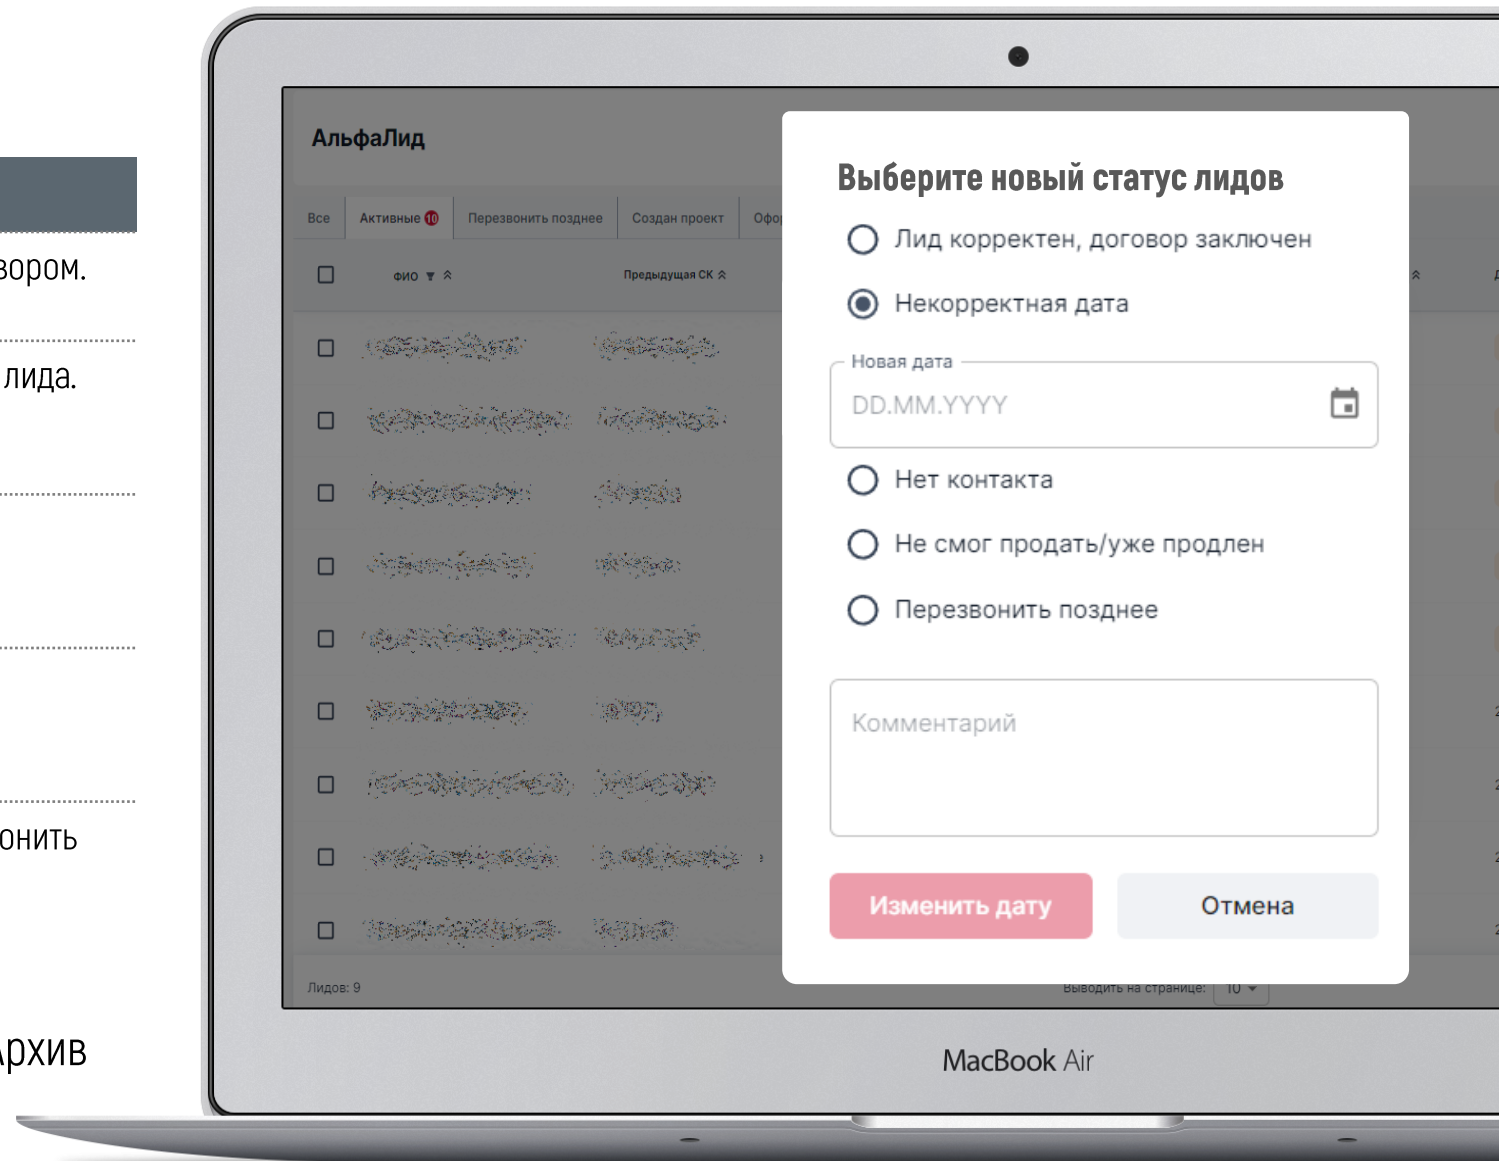 вором.
лида.
онить
Архив
АльфаЛид
Все
Активные 10
Перезвонить позднее
Создан проект
Офор
ФИО
Предыдущая СК
Лидов: 9
Выводить на странице: 10
Выберите новый статус лидов
Лид корректен, договор заключен
Некорректная дата
Новая дата
DD.MM.YYYY
Нет контакта
Не смог продать/уже продлен
Перезвонить позднее
Комментарий
Изменить дату
Отмена
MacBook Air